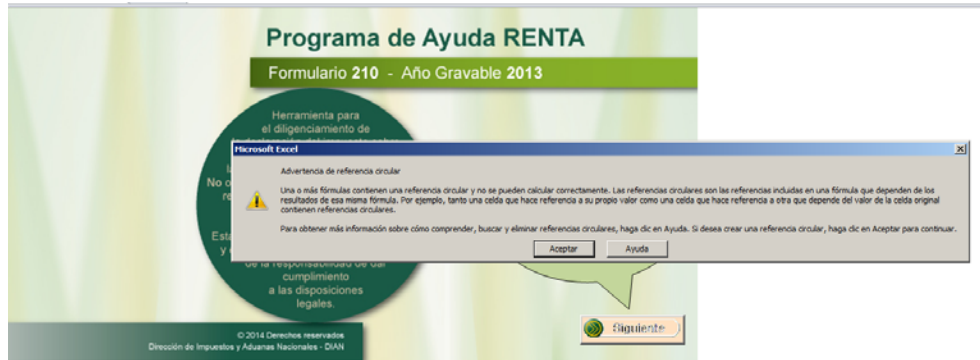 Programa de Ayuda RENTA
Formulario 210 - Año Gravable 2013
Herramienta para
el diligenciamiento de
Microsoft Excel
Advertencia de referencia circular
Una o más fórmulas contienen una referencia circular y no se pueden calcular correctamente. Las referencias circulares son las referencias incluidas en una fórmula que dependen de los
resultados de esa misma fórmula. Por ejemplo, tanto una celda que hace referencia a su propio valor como una celda que hace referencia a otra que depende del valor de la celda original
contienen referencias circulares.
Para obtener más información sobre cómo comprender, buscar y eliminar referencias circulares, haga clic en Ayuda. Si desea crear una referencia circular, haga clic en Aceptar para continuar.
Aceptar Ayuda
No
de la responsabilidad de dar
cumplimiento
a las disposiciones
legales.
Siguiente
© 2014 Derechos reservados
Dirección de Impuestos y Aduanas Nacionales - DIAN